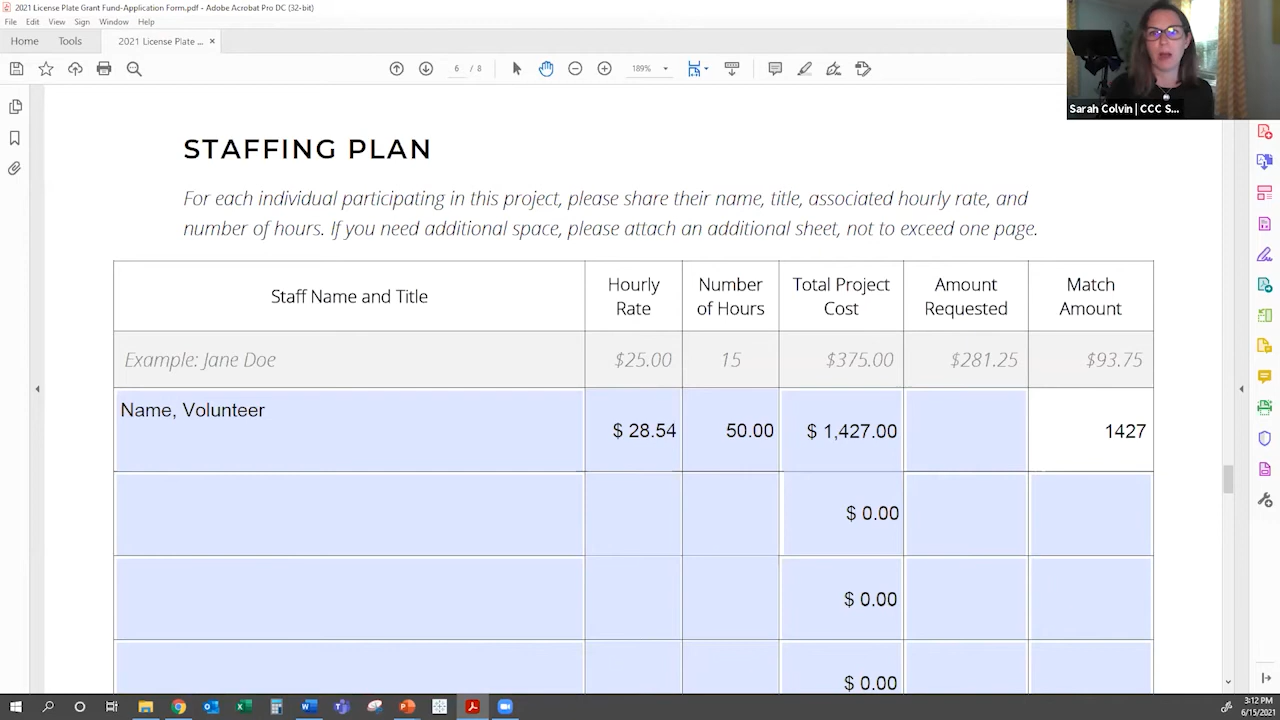 2021 License Plate Grant Fund-Application Form.pdf - Adobe Acrobat Pro DC (32-bit)
File Edit View Sign Window Help
Home Tools 2021 License Plate ... ×
6 / 8 189%
Sarah Colvin | CCC S...
STAFFING PLAN
For each individual participating in this project, please share their name, title, associated hourly rate, and
number of hours. If you need additional space, please attach an additional sheet, not to exceed one page.
Staff Name and Title
Hourly
Rate
Number
of Hours
Total Project
Cost
Amount
Requested
Match
Amount
Example: Jane Doe $25.00 15 $375.00 $281.25 $93.75
Name, Volunteer
$ 28.54 50.00 $ 1,427.00 1427
$ 0.00
$ 0.00
$ 0.00
3:12 PM
6/15/2021